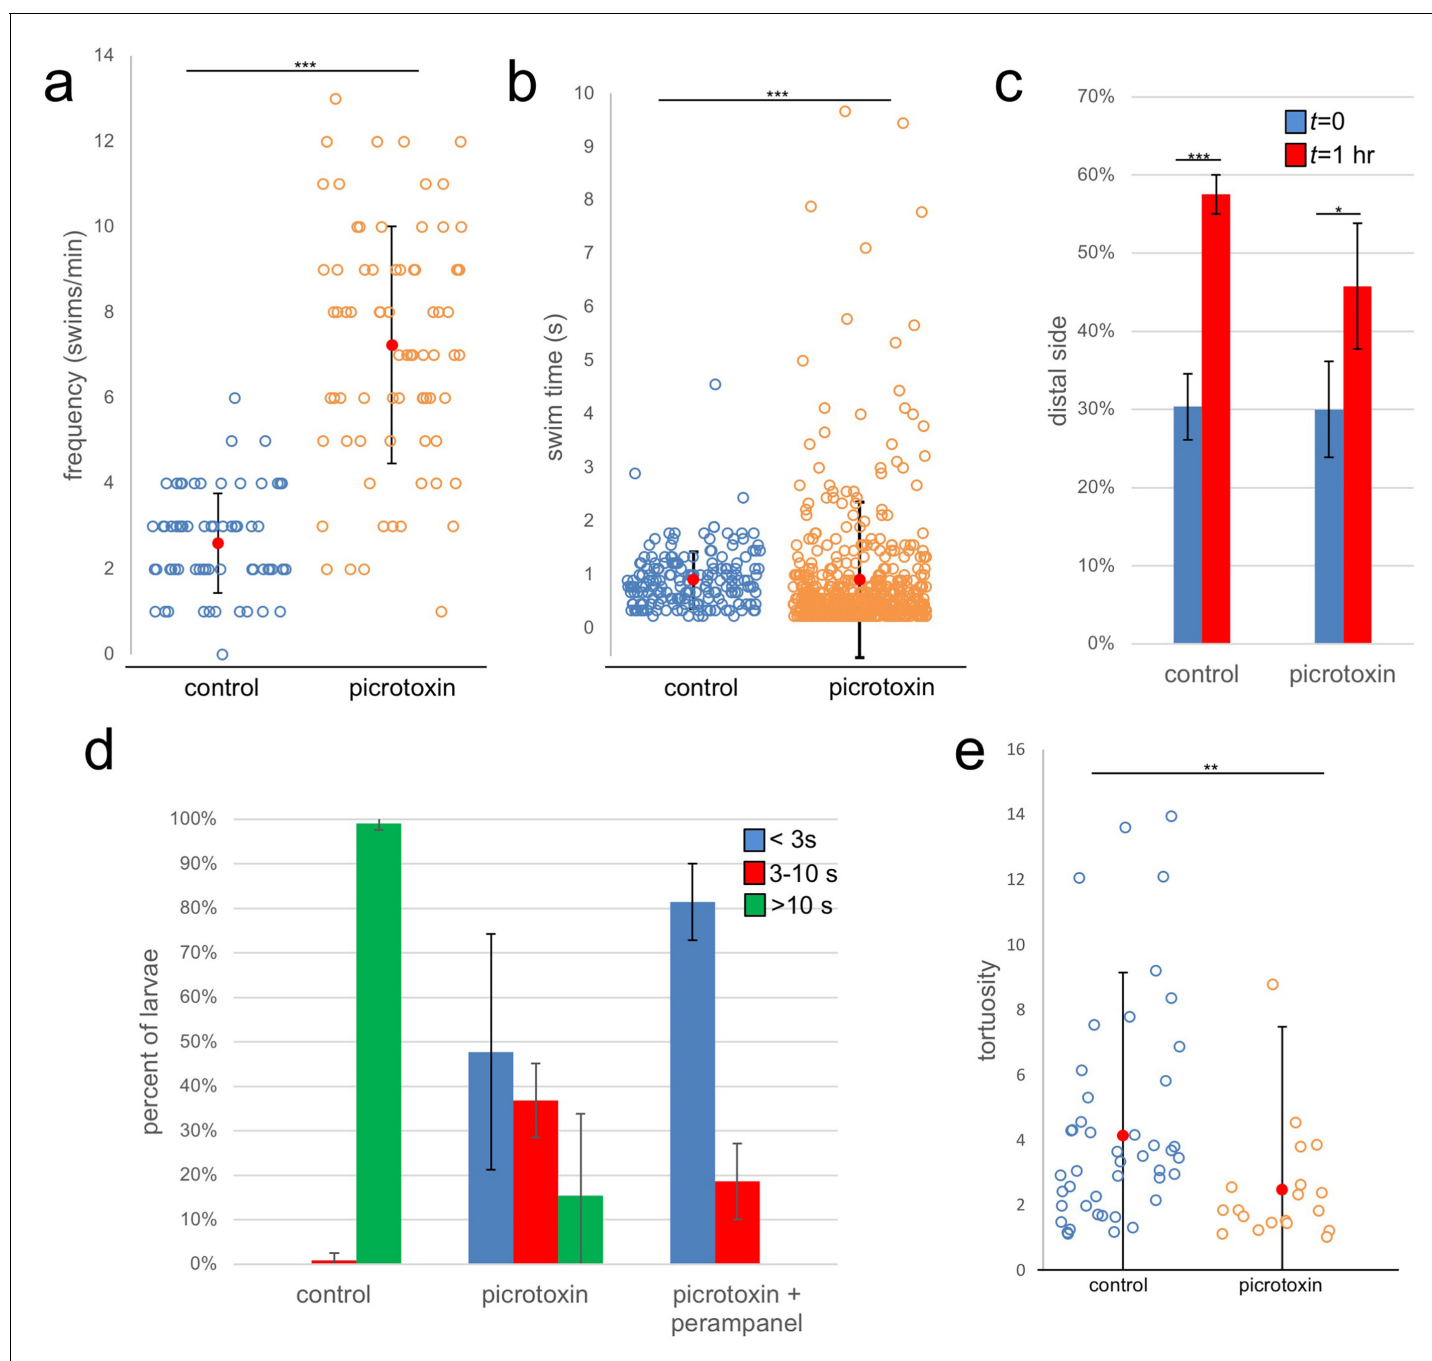 a
***
14
12
10
8
6
4
2
0
frequency (swims/min)
control
picrotoxin
b
***
10
9
8
7
6
5
4
3
2
1
0
swim time (s)
control
picrotoxin
c
70%
60%
50%
40%
30%
20%
10%
0%
distal side
t=0
t=1 hr
***
*
control
picrotoxin
d
100%
90%
80%
70%
60%
50%
40%
30%
20%
10%
0%
percent of larvae
< 3s
3-10 s
>10 s
control
picrotoxin
picrotoxin +
perampanel
e
**
16
14
12
10
8
6
4
2
0
tortuosity
control
picrotoxin